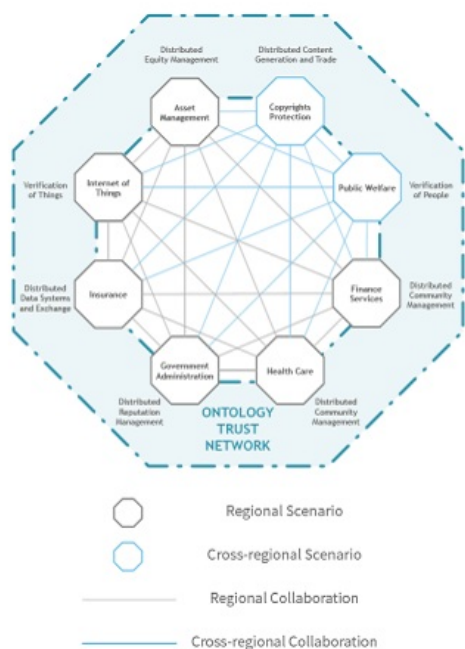 Distributed
Equity Management
Distributed Content
Generation and Trade
Asset
Management
Copyrights
Protection
Verification
of Things
Internet of
Things
Public Welfare
Verification
of People
Distributed
Data Systems
and Exchange
Insurance
Finance
Services
Distributed
Community
Management
Government
Administration
Health Care
Distributed
Reputation
Management
ONTOLOGY
TRUST
NETWORK
Distributed
Community
Management
Regional Scenario
Cross-regional Scenario
Regional Collaboration
Cross-regional Collaboration